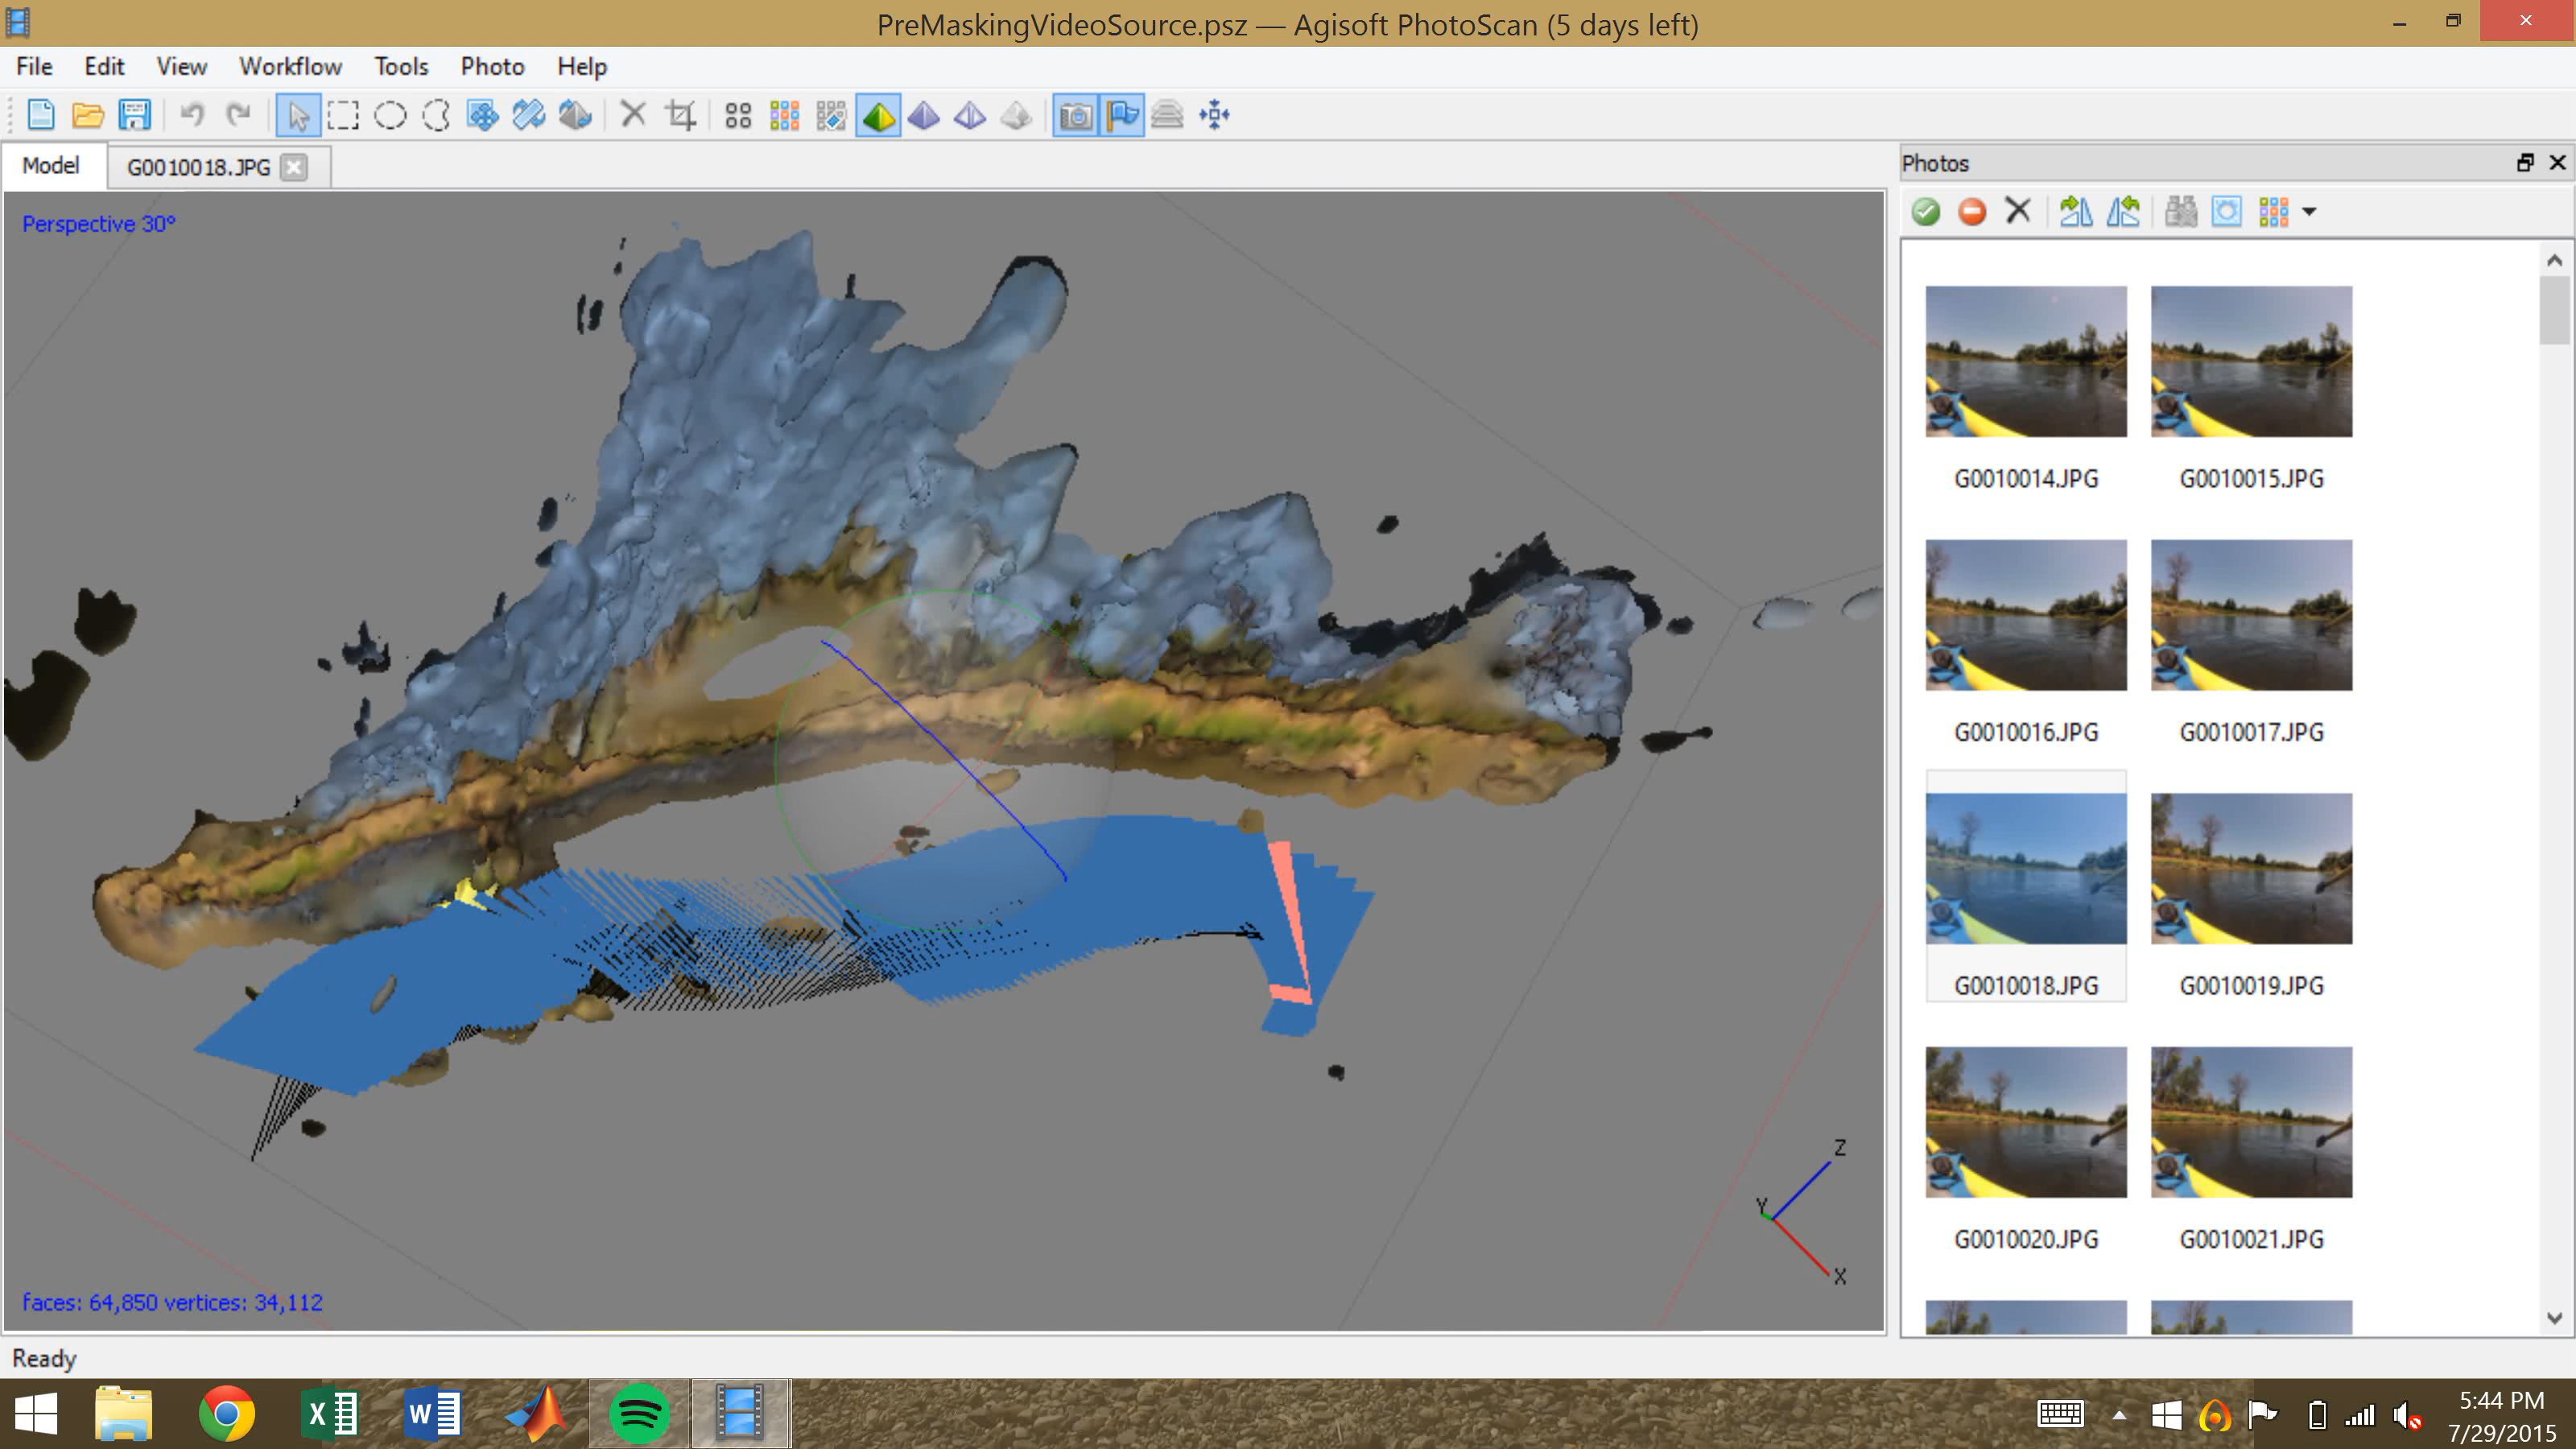 PreMaskingVideoSource.psz — Agisoft PhotoScan (5 days left)
File Edit View Workflow Tools Photo Help
Model G0010018.JPG
Photos
Perspective 30°
G0010014.JPG G0010015.JPG
G0010016.JPG G0010017.JPG
G0010018.JPG G0010019.JPG
G0010020.JPG G0010021.JPG
Z
Y
X
faces: 64,850 vertices: 34,112
Ready
5:44 PM
7/29/2015